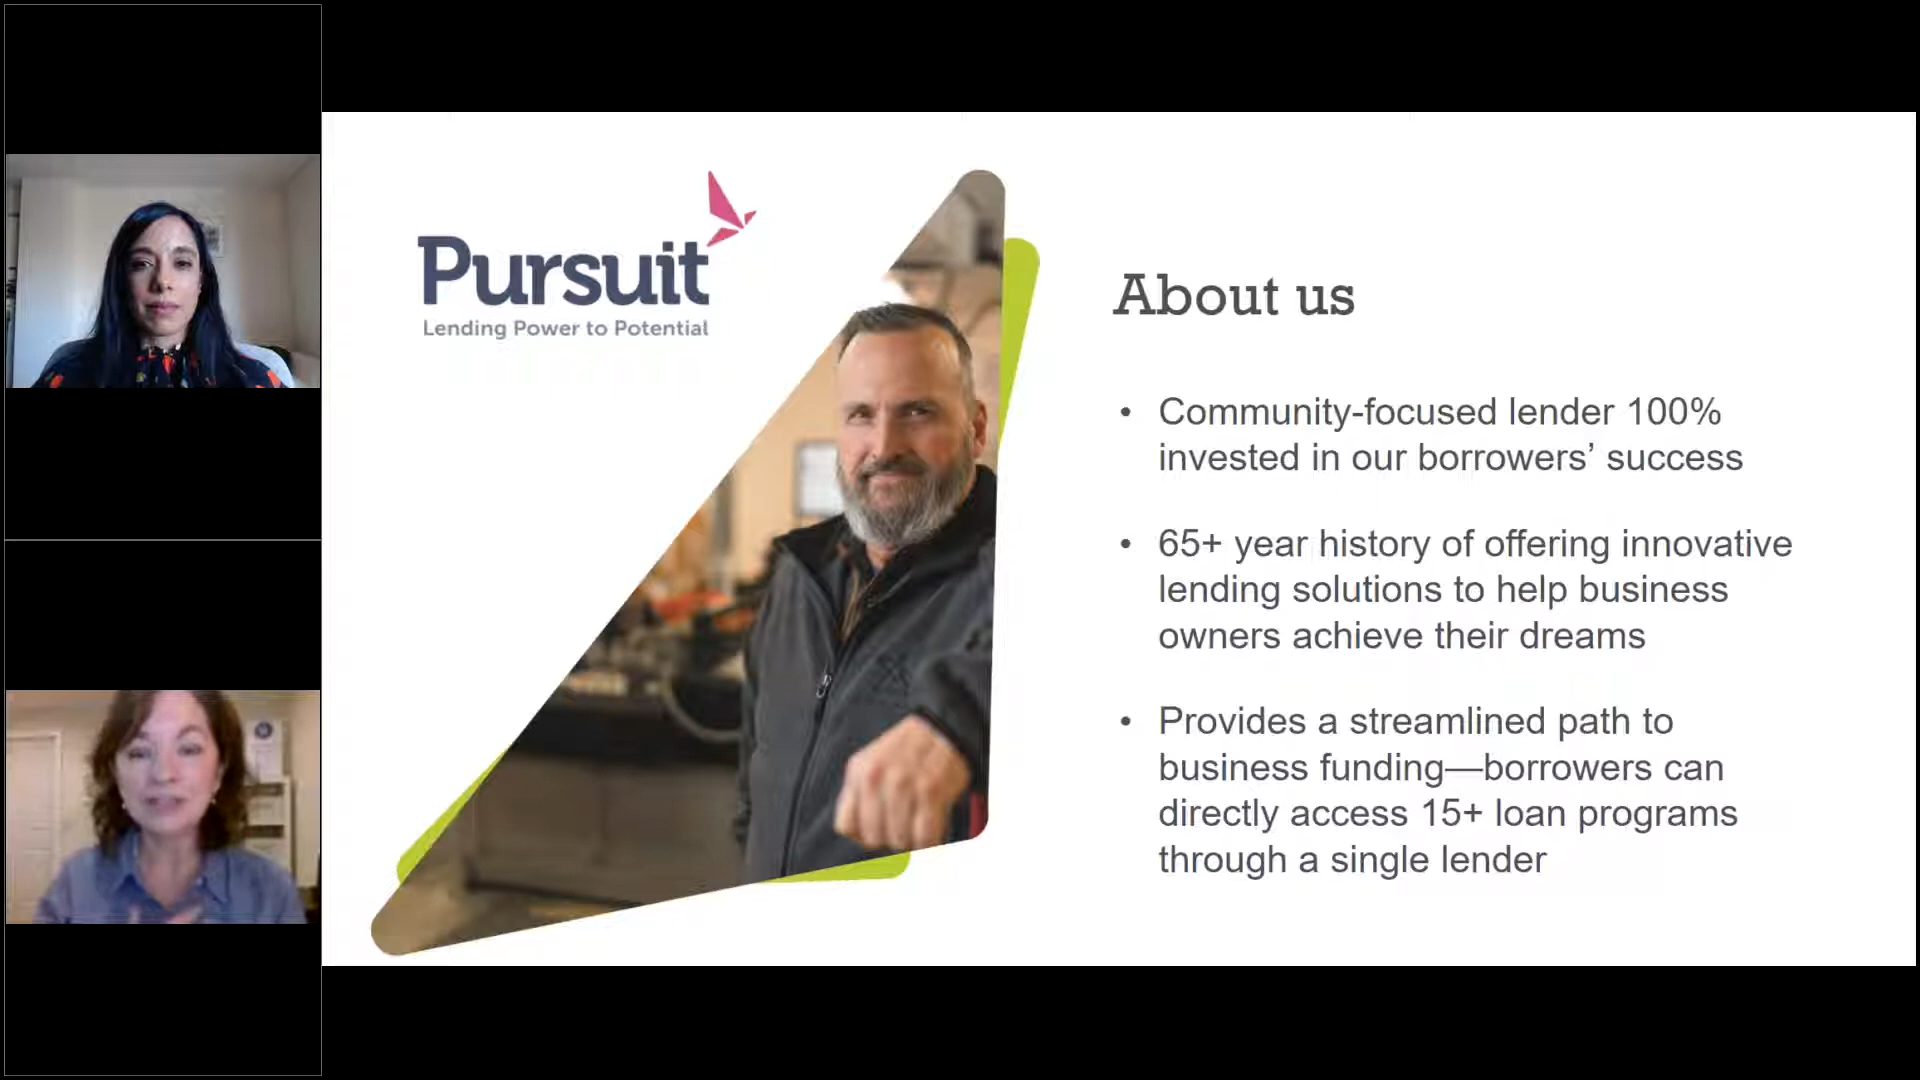 Pursuit
Lending Power to Potential
About us
• Community-focused lender 100%
invested in our borrowers’ success
• 65+ year history of offering innovative
lending solutions to help business
owners achieve their dreams
• Provides a streamlined path to
business funding—borrowers can
directly access 15+ loan programs
through a single lender